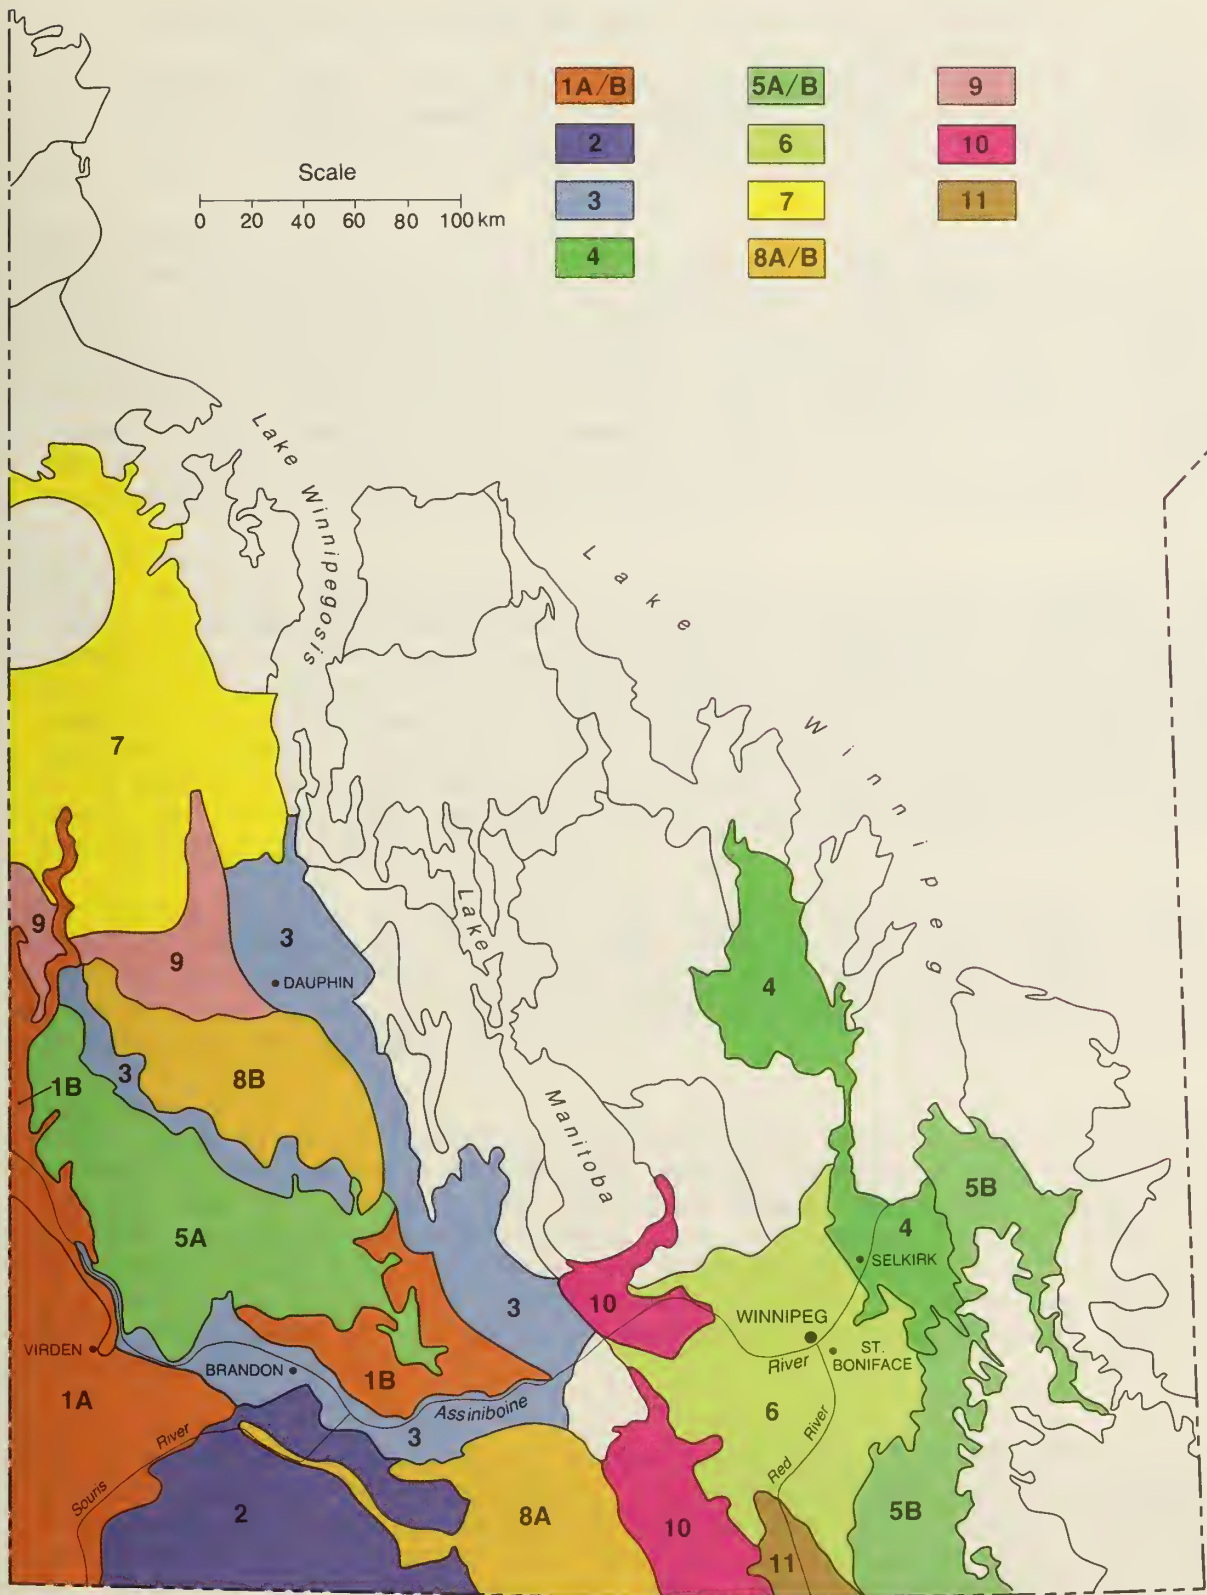 1A/B
5A/B
9
2
6
10
3
7
11
4
8A/B
Scale
0 20 40 60 80 100 km
Lake Winnipegosis
Lake Winnipeg
7
9
3
9
DAUPHIN
Lake Manitoba
4
1B
3
8B
5A
5B
4
SELKIRK
3
10
WINNIPEG
ST. BONIFACE
River
VIRDEN
BRANDON
1B
1A
Assiniboine
6
3
Souris River
Red River
2
8A
10
5B
11